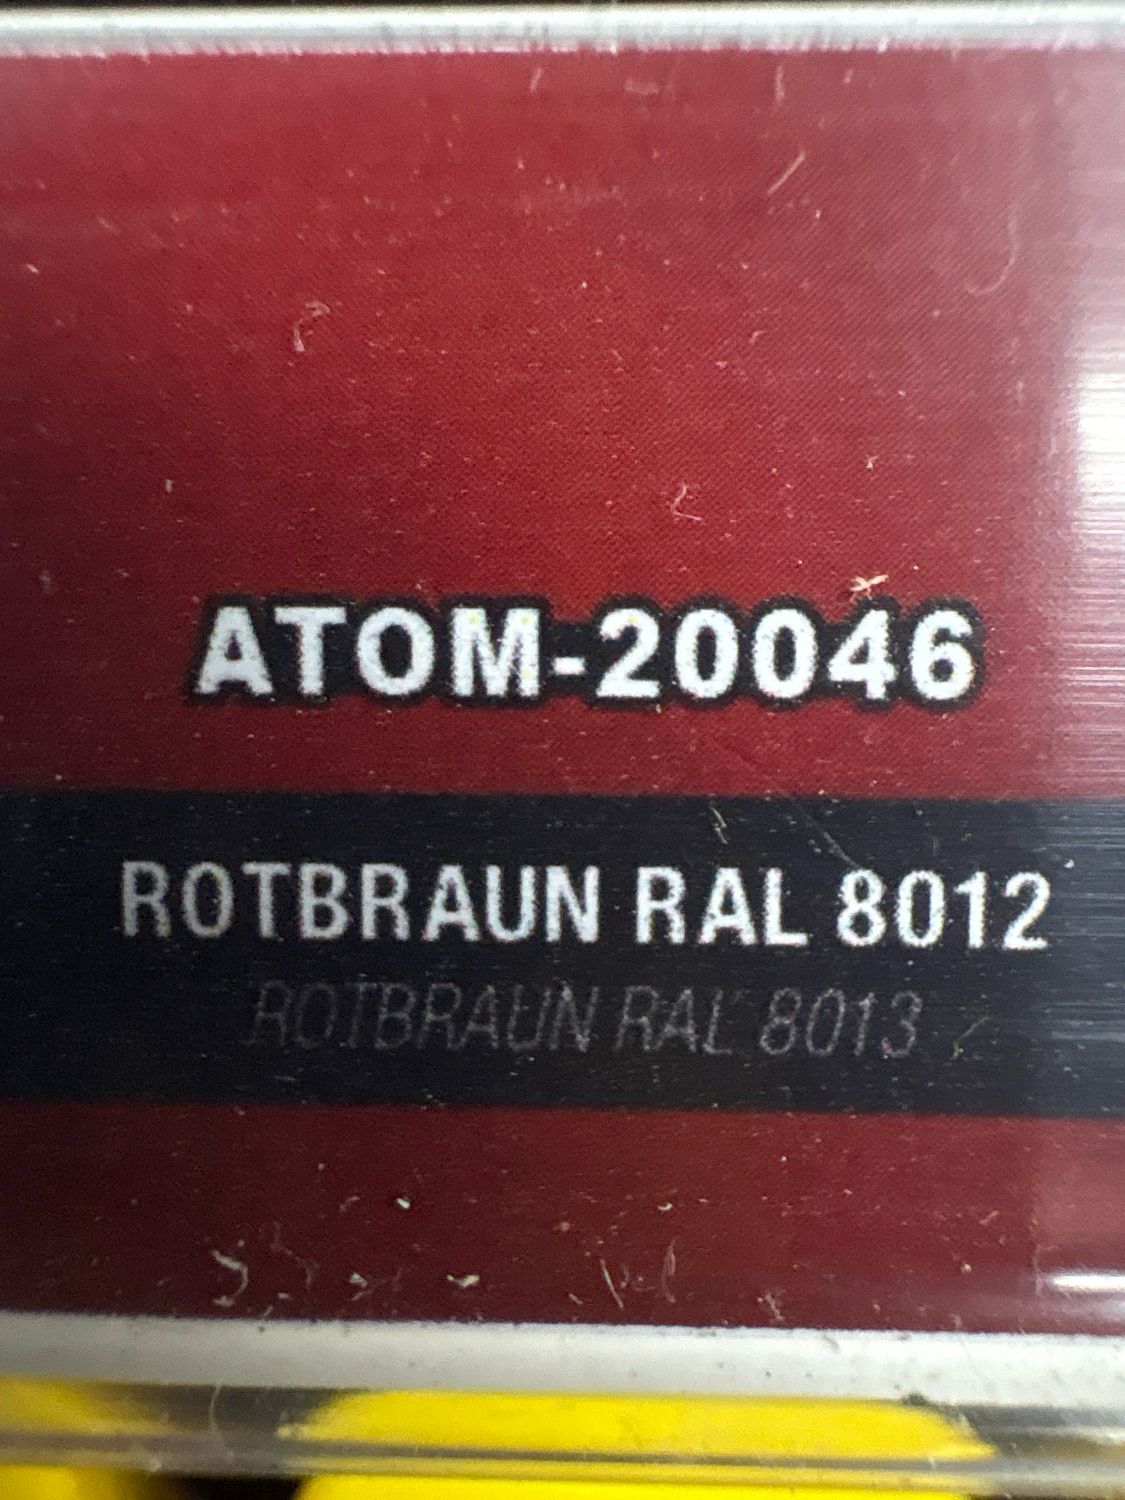 ATOM-20046
ROTBRAUN RAL 8012
ROTBRAUN RAL 8013